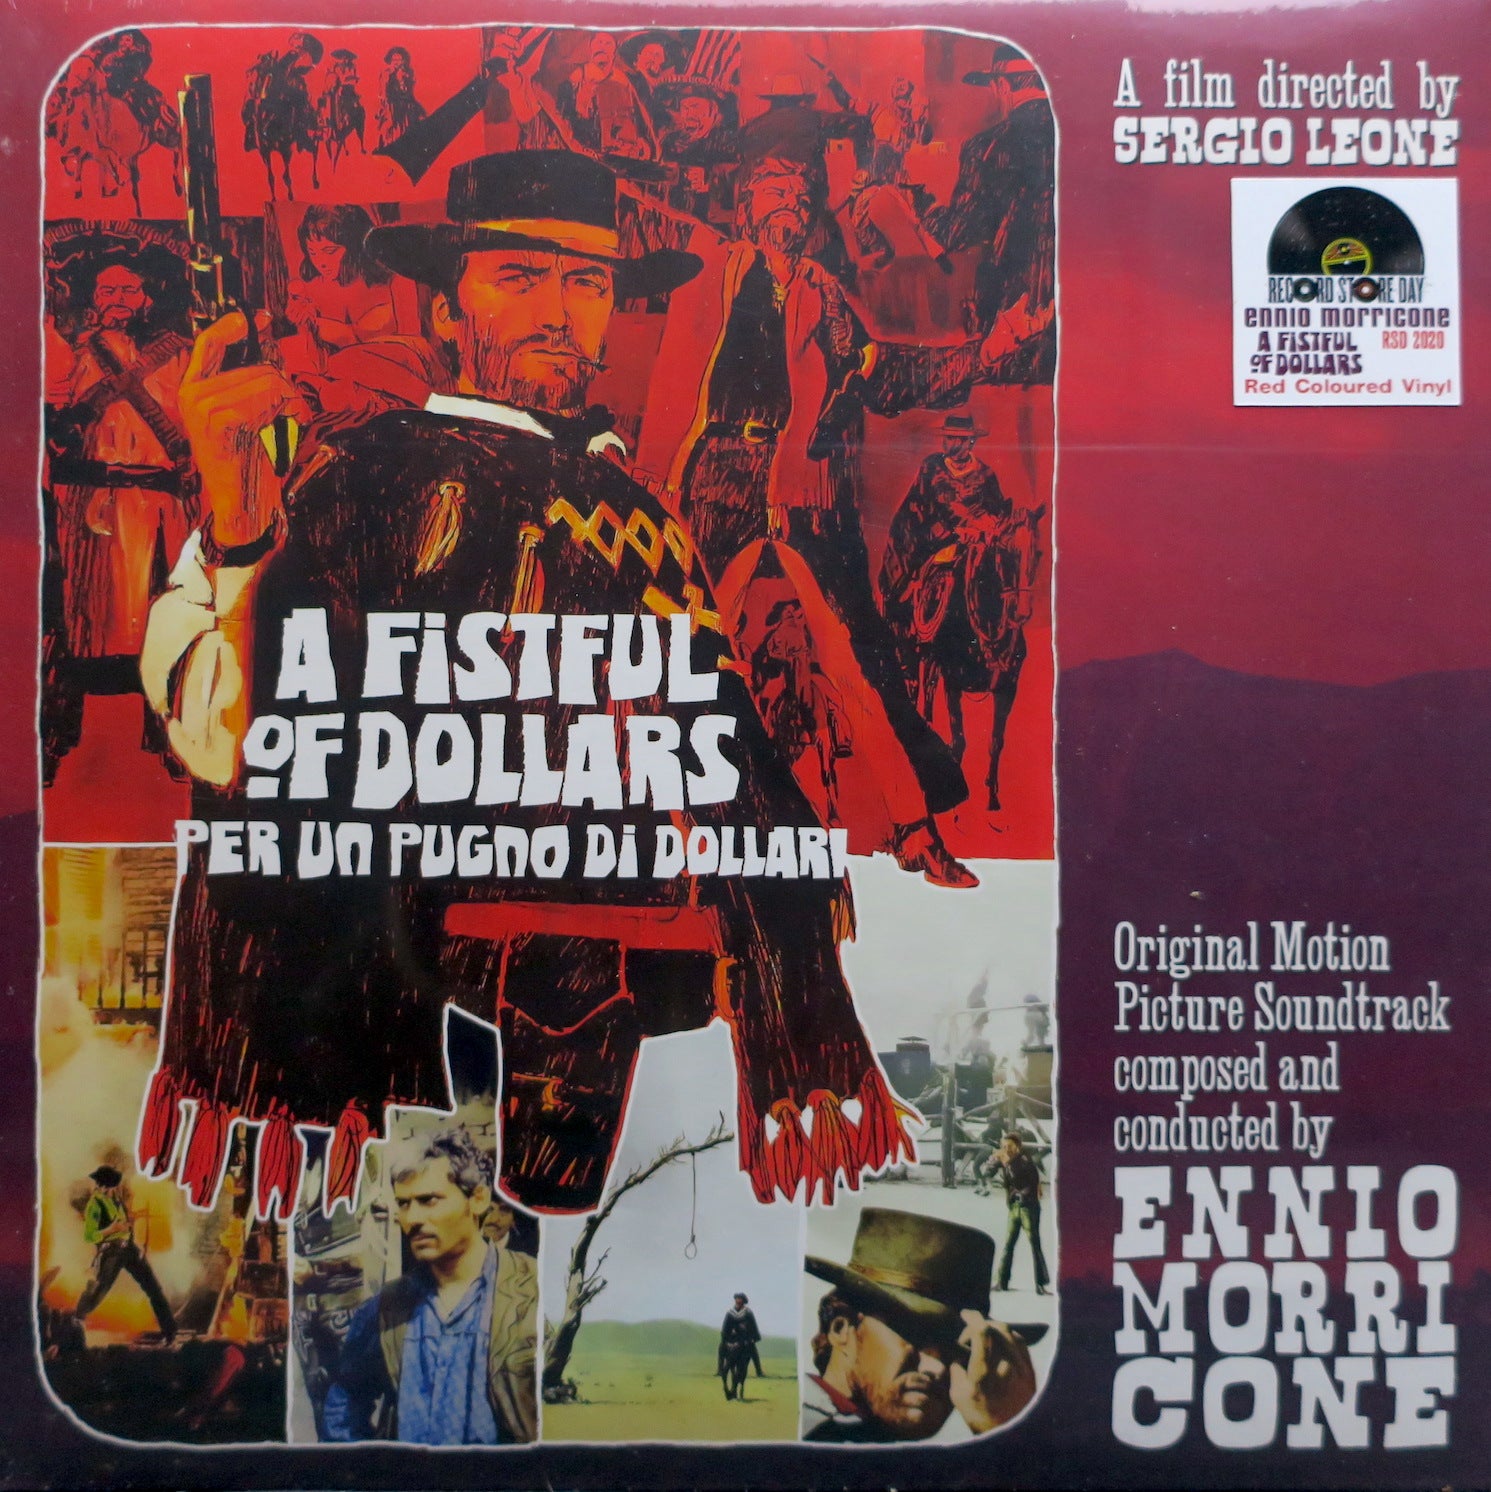 A film directed by
SERGIO LEONE
RECORD STORE DAY
ennio morricone
A FiSTFUL
OF DOLLARS
RSD 2020
Red Coloured Vinyl
A FiSTFUL
OF DOLLARS
PER UN PUGNO Di DOLLARI
Original Motion
Picture Soundtrack
composed and
conducted by
ENNIO
MORRI
CONE